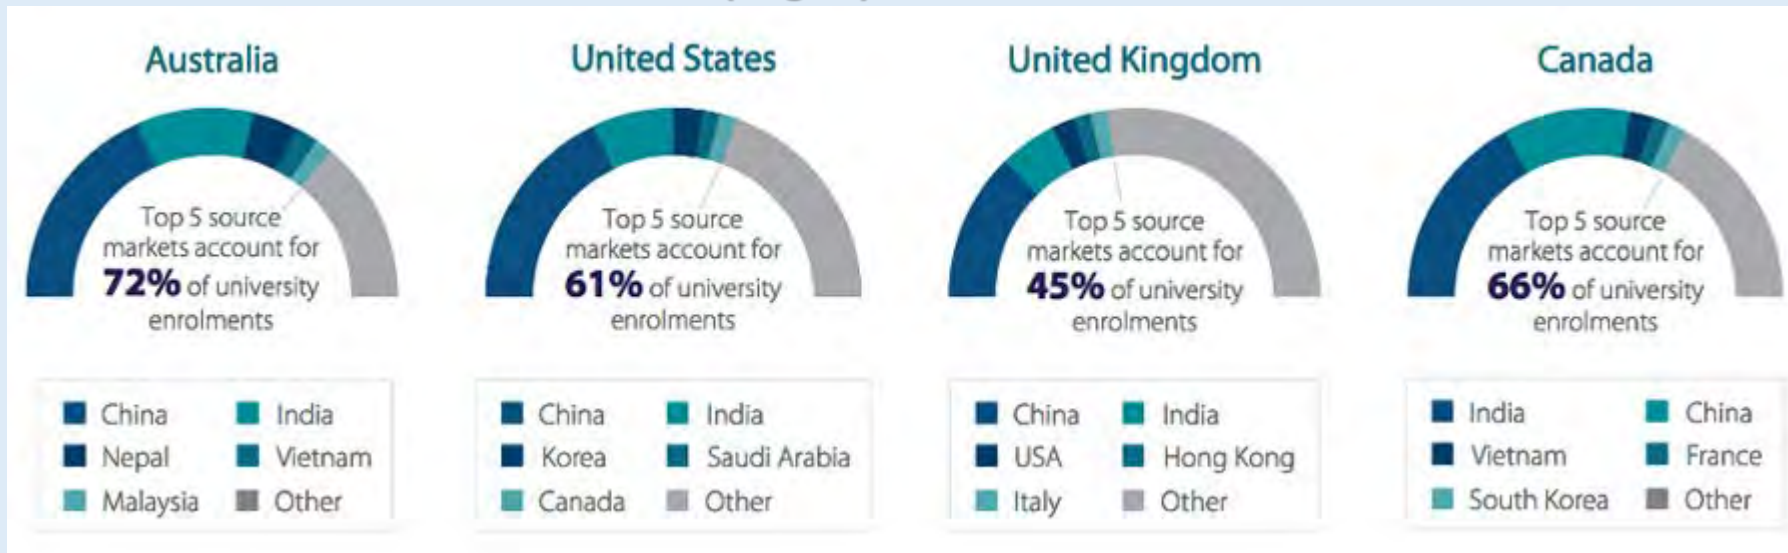 Australia
Top 5 source
markets account for
72% of university
enrolments
China India
Nepal Vietnam
Malaysia Other
United States
Top 5 source
markets account for
61% of university
enrolments
China India
Korea Saudi Arabia
Canada Other
United Kingdom
Top 5 source
markets account for
45% of university
enrolments
China India
USA Hong Kong
Italy Other
Canada
Top 5 source
markets account for
66% of university
enrolments
India China
Vietnam France
South Korea Other